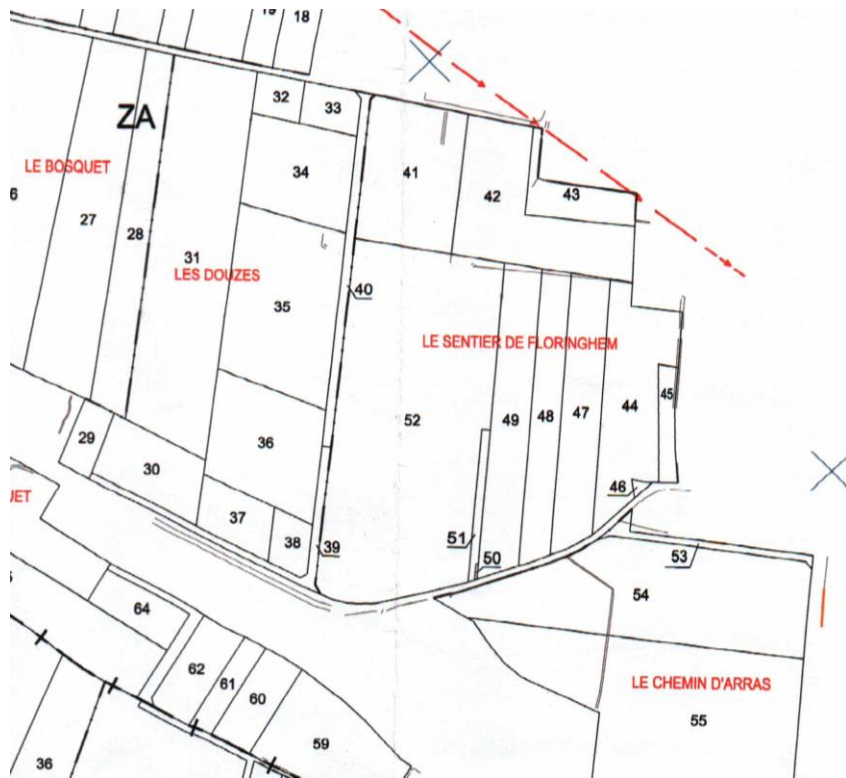 19 18
32 33
ZA
34 41
42 43
LE BOSQUET
6 27 28 31
LES DOUZES
35 40
LE SENTIER DE FLORINGHEM
52 49 48 47 44 45
36
29 30
46
UET
37 38 39 51 50
53
54
64
62 61 60
LE CHEMIN D'ARRAS
55
59
36